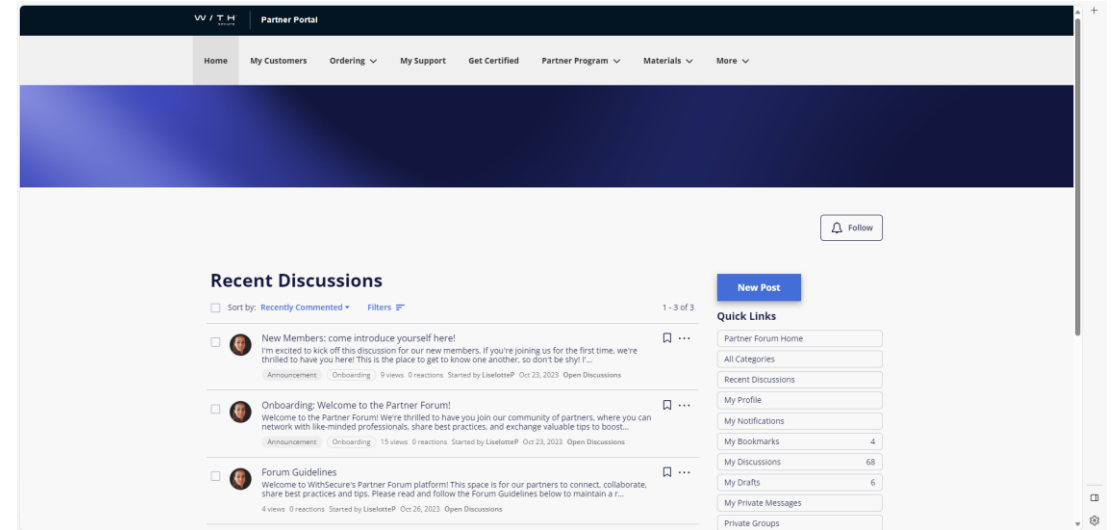 W / T H
secure
Partner Portal
Home My Customers Ordering My Support Get Certified Partner Program Materials More
Follow
Recent Discussions
Sort by: Recently Commented Filters 1 - 3 of 3
New Members: come introduce yourself here!
I'm excited to kick off this discussion for our new members. If you're joining us for the first time, we're
thrilled to have you here! This is the place to get to know one another, so don't be shy! I'...
Announcement Onboarding 9 views 0 reactions Started by LiselotteP Oct 23, 2023 Open Discussions
Onboarding: Welcome to the Partner Forum!
Welcome to the Partner Forum! We're thrilled to have you join our community of partners, where you can
network with like-minded professionals, share best practices, and exchange valuable tips to boost...
Announcement Onboarding 15 views 0 reactions Started by LiselotteP Oct 23, 2023 Open Discussions
Forum Guidelines
Welcome to WithSecure's Partner Forum platform! This space is for our partners to connect, collaborate,
share best practices and tips. Please read and follow the Forum Guidelines below to maintain a r...
4 views 0 reactions Started by LiselotteP Oct 26, 2023 Open Discussions
New Post
Quick Links
Partner Forum Home
All Categories
Recent Discussions
My Profile
My Notifications
My Bookmarks 4
My Discussions 68
My Drafts 6
My Private Messages
Private Groups